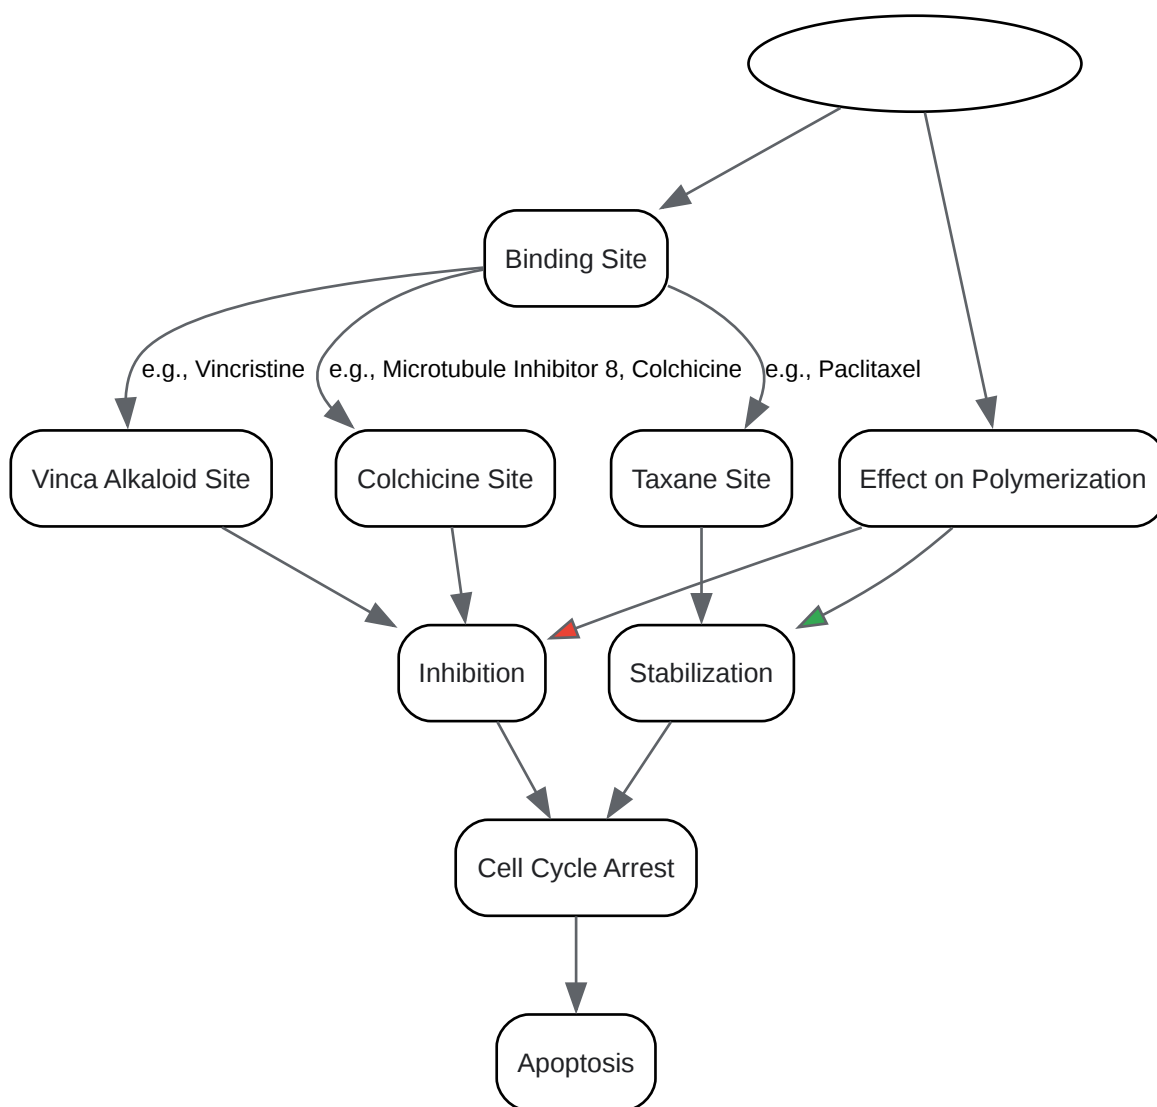 Binding Site
e.g., Vincristine
e.g., Microtubule Inhibitor 8, Colchicine
e.g., Paclitaxel
Vinca Alkaloid Site
Colchicine Site
Taxane Site
Effect on Polymerization
Inhibition
Stabilization
Cell Cycle Arrest
Apoptosis